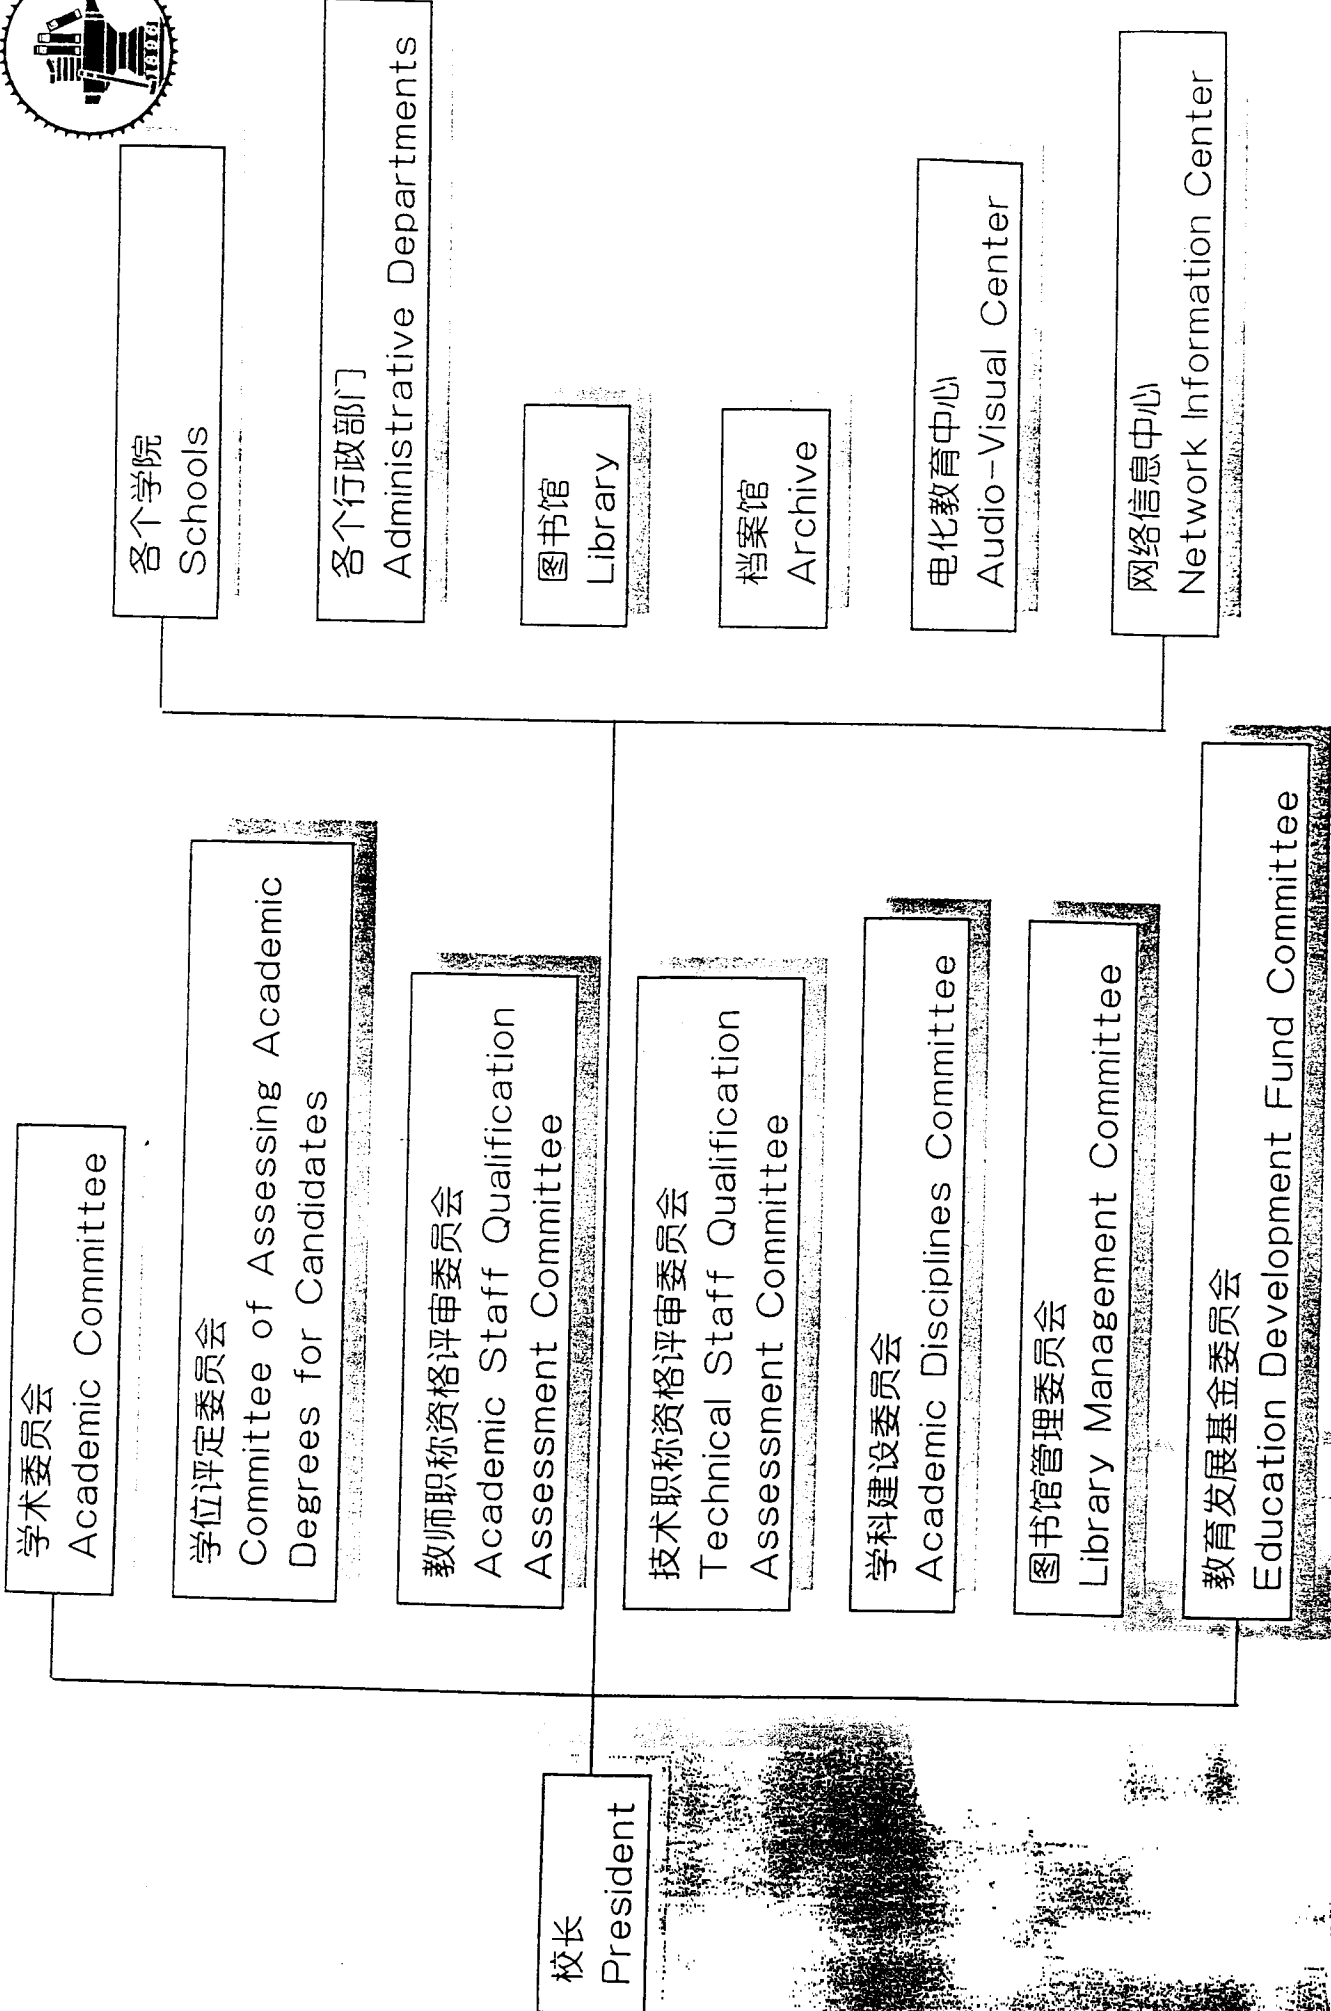 校长
President
学术委员会
Academic Committee
学位评定委员会
Committee of Assessing Academic
Degrees for Candidates
教师职称资格评审委员会
Academic Staff Qualification
Assessment Committee
技术职称资格评审委员会
Technical Staff Qualification
Assessment Committee
学科建设委员会
Academic Disciplines Committee
图书馆管理委员会
Library Management Committee
教育发展基金委员会
Education Development Fund Committee
各个学院
Schools
各个行政部门
Administrative Departments
图书馆
Library
档案馆
Archive
电化教育中心
Audio-Visual Center
网络信息中心
Network Information Center